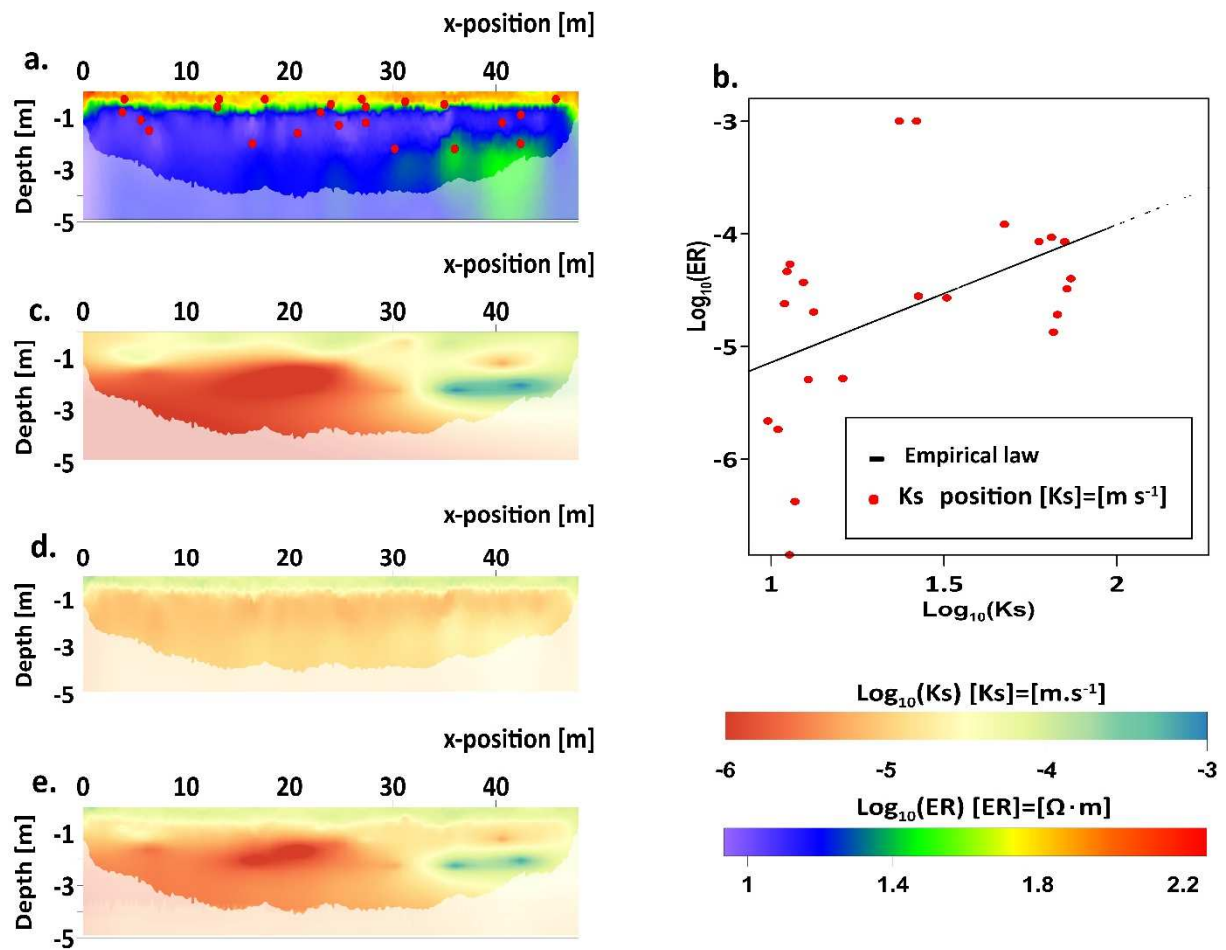 x-position [m]
a.
0 10 20 30 40
Depth [m]
-1
-3
-5
x-position [m]
c.
0 10 20 30 40
Depth [m]
-1
-3
-5
x-position [m]
d.
0 10 20 30 40
Depth [m]
-1
-3
-5
x-position [m]
e.
0 10 20 30 40
Depth [m]
-1
-3
-5
b.
Log₁₀(ER)
-3
-4
-5
-6
Empirical law
Ks position [Ks]=[m s⁻¹]
1 1.5 2
Log₁₀(Ks)
Log₁₀(Ks) [Ks]=[m.s⁻¹]
-6 -5 -4 -3
Log₁₀(ER) [ER]=[Ω·m]
1 1.4 1.8 2.2